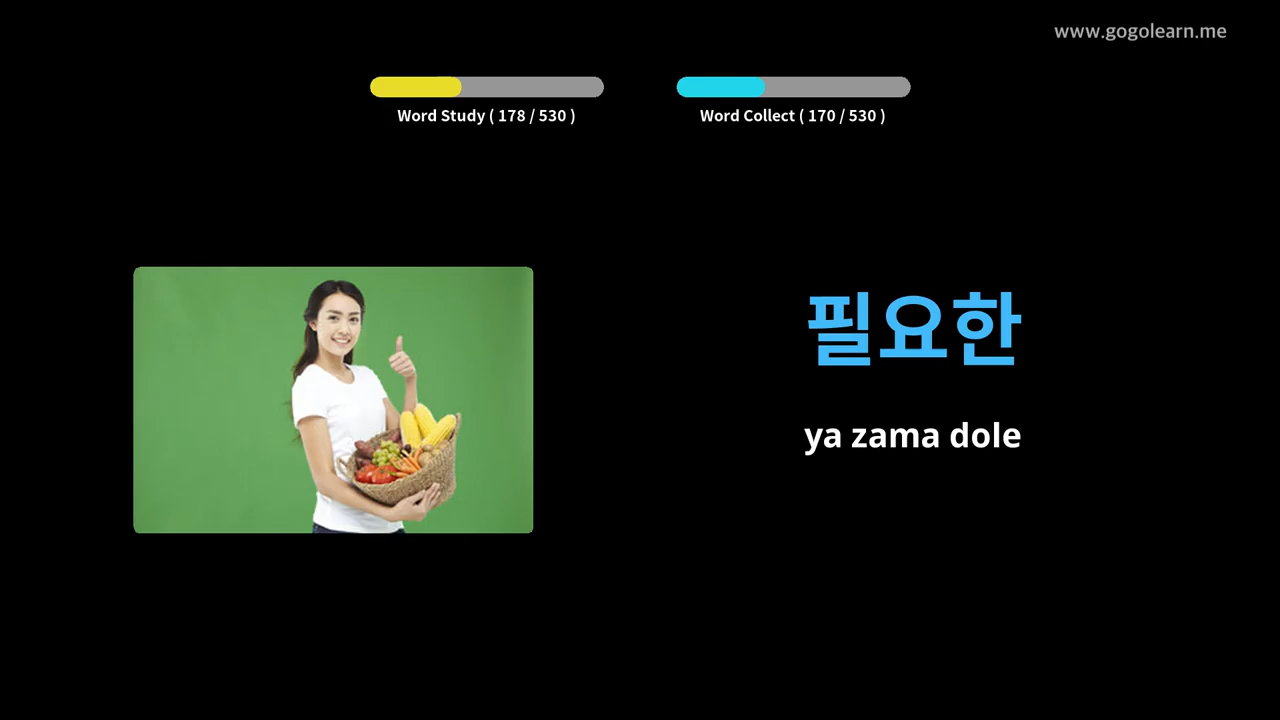 www.gogolearn.me
Word Study ( 178 / 530 )
Word Collect ( 170 / 530 )
필요한
ya zama dole